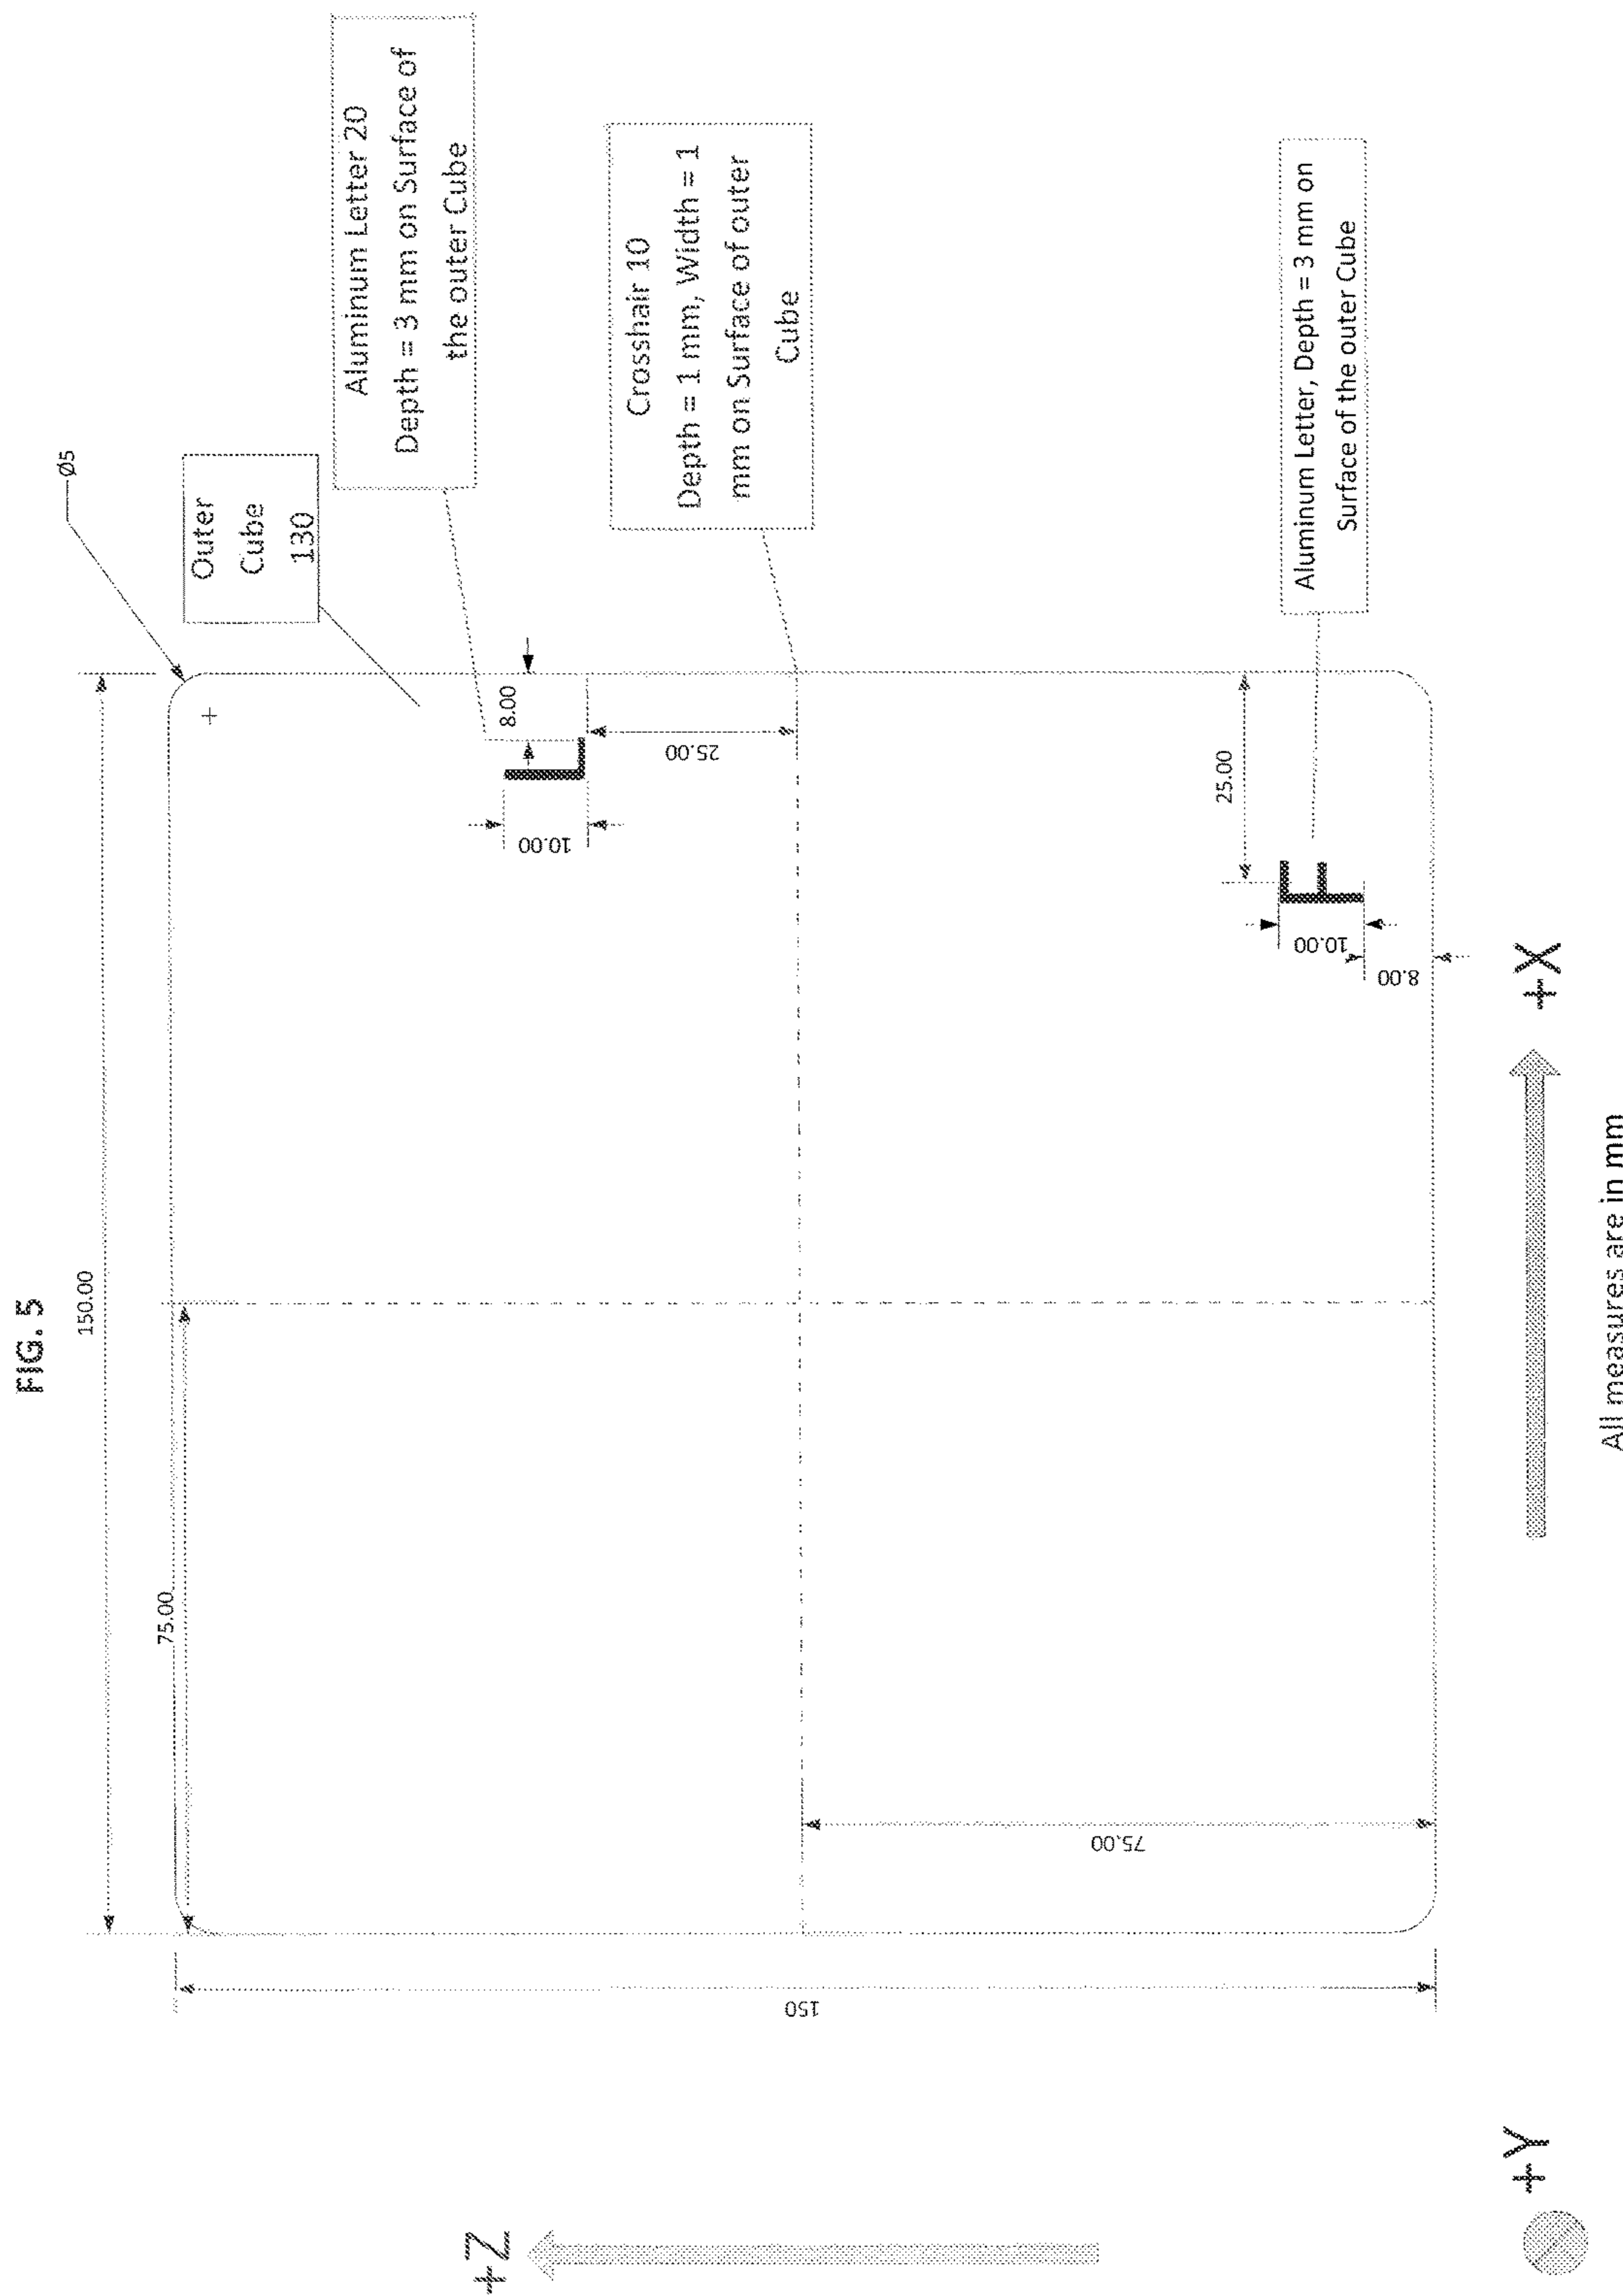 FIG. 5
150.00
Ø5
75.00
Outer
Cube
130
Aluminum Letter 20
Depth = 3 mm on Surface of
the outer Cube
8.00
L
10.00
25.00
Crosshair 10
Depth = 1 mm, Width = 1
mm on Surface of outer
Cube
25.00
F
10.00
8.00
Aluminum Letter, Depth = 3 mm on
Surface of the outer Cube
75.00
150
+Z
+Y
+X
All measures are in mm